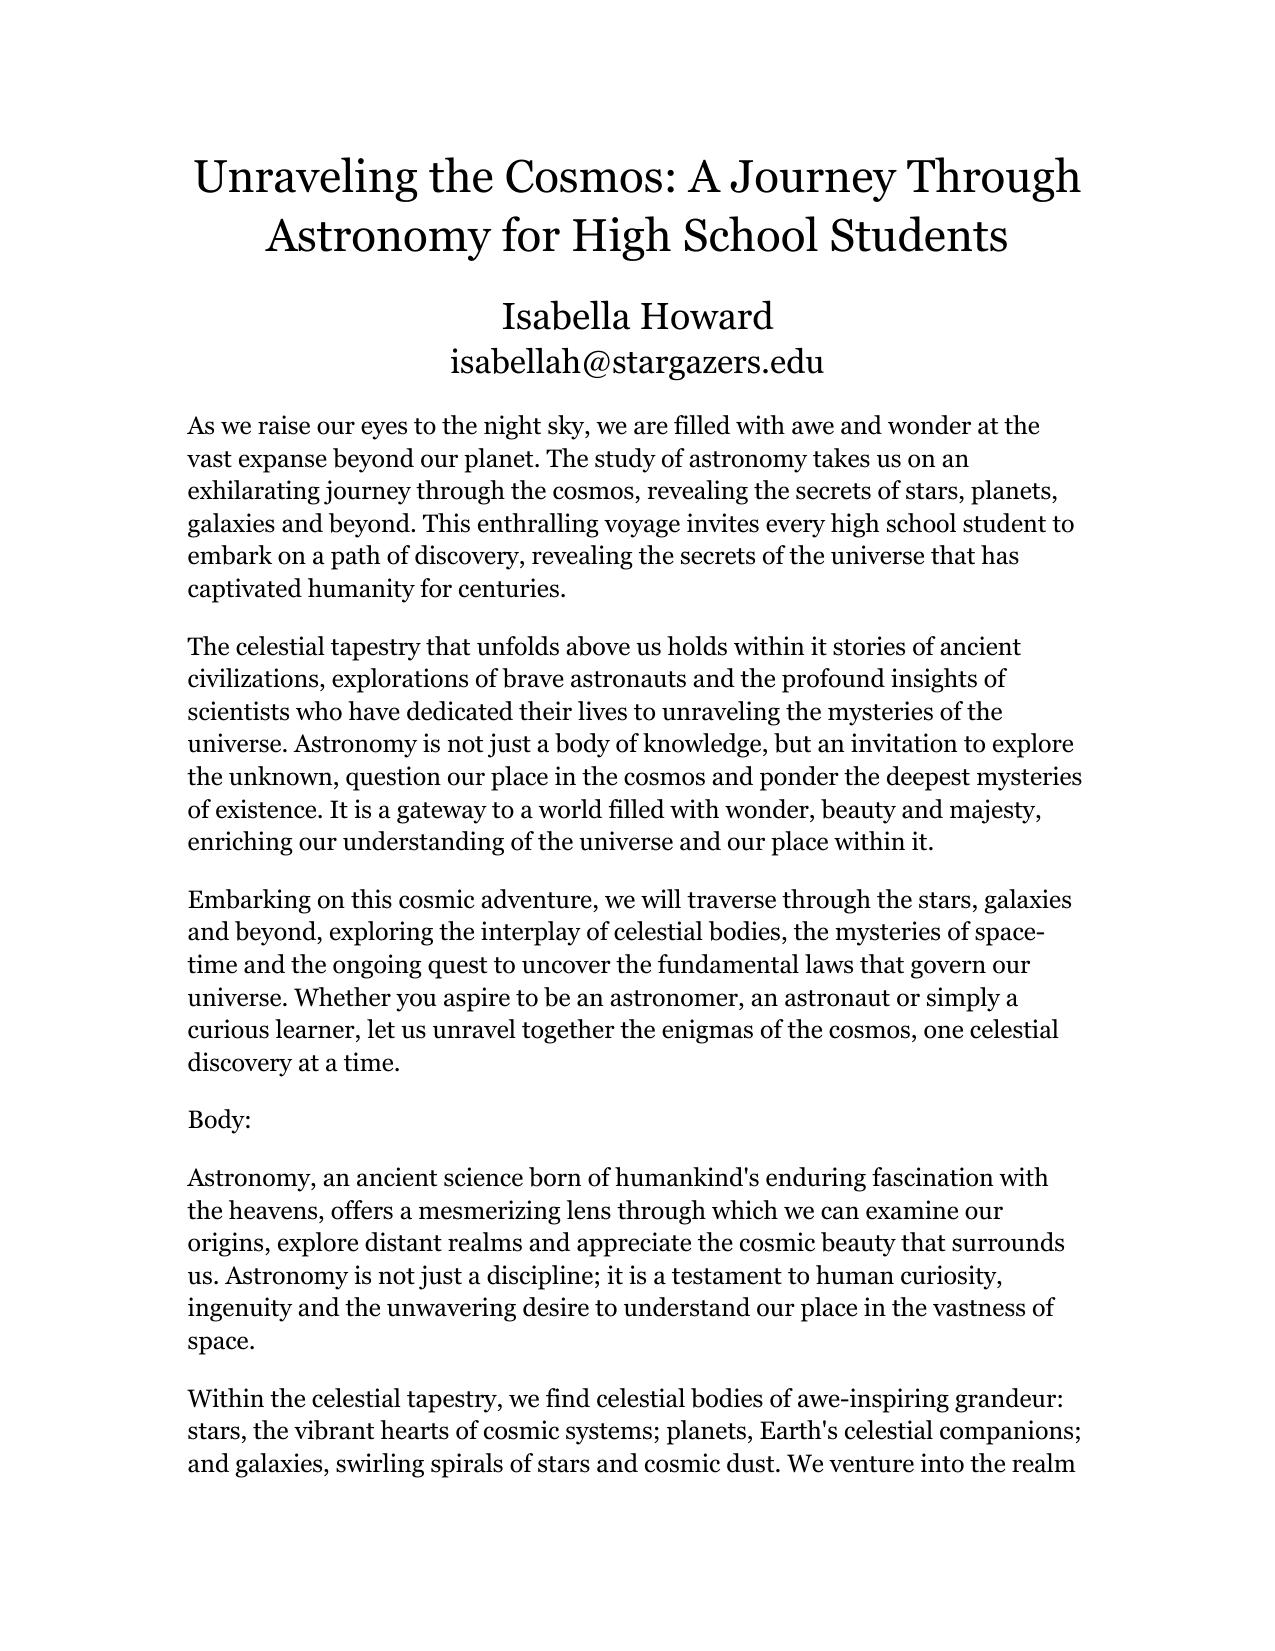 Unraveling the Cosmos: A Journey Through
Astronomy for High School Students
Isabella Howard
isabellah@stargazers.edu
As we raise our eyes to the night sky, we are filled with awe and wonder at the
vast expanse beyond our planet. The study of astronomy takes us on an
exhilarating journey through the cosmos, revealing the secrets of stars, planets,
galaxies and beyond. This enthralling voyage invites every high school student to
embark on a path of discovery, revealing the secrets of the universe that has
captivated humanity for centuries.
The celestial tapestry that unfolds above us holds within it stories of ancient
civilizations, explorations of brave astronauts and the profound insights of
scientists who have dedicated their lives to unraveling the mysteries of the
universe. Astronomy is not just a body of knowledge, but an invitation to explore
the unknown, question our place in the cosmos and ponder the deepest mysteries
of existence. It is a gateway to a world filled with wonder, beauty and majesty,
enriching our understanding of the universe and our place within it.
Embarking on this cosmic adventure, we will traverse through the stars, galaxies
and beyond, exploring the interplay of celestial bodies, the mysteries of space-
time and the ongoing quest to uncover the fundamental laws that govern our
universe. Whether you aspire to be an astronomer, an astronaut or simply a
curious learner, let us unravel together the enigmas of the cosmos, one celestial
discovery at a time.
Body:
Astronomy, an ancient science born of humankind's enduring fascination with
the heavens, offers a mesmerizing lens through which we can examine our
origins, explore distant realms and appreciate the cosmic beauty that surrounds
us. Astronomy is not just a discipline; it is a testament to human curiosity,
ingenuity and the unwavering desire to understand our place in the vastness of
space.
Within the celestial tapestry, we find celestial bodies of awe-inspiring grandeur:
stars, the vibrant hearts of cosmic systems; planets, Earth's celestial companions;
and galaxies, swirling spirals of stars and cosmic dust. We venture into the realm